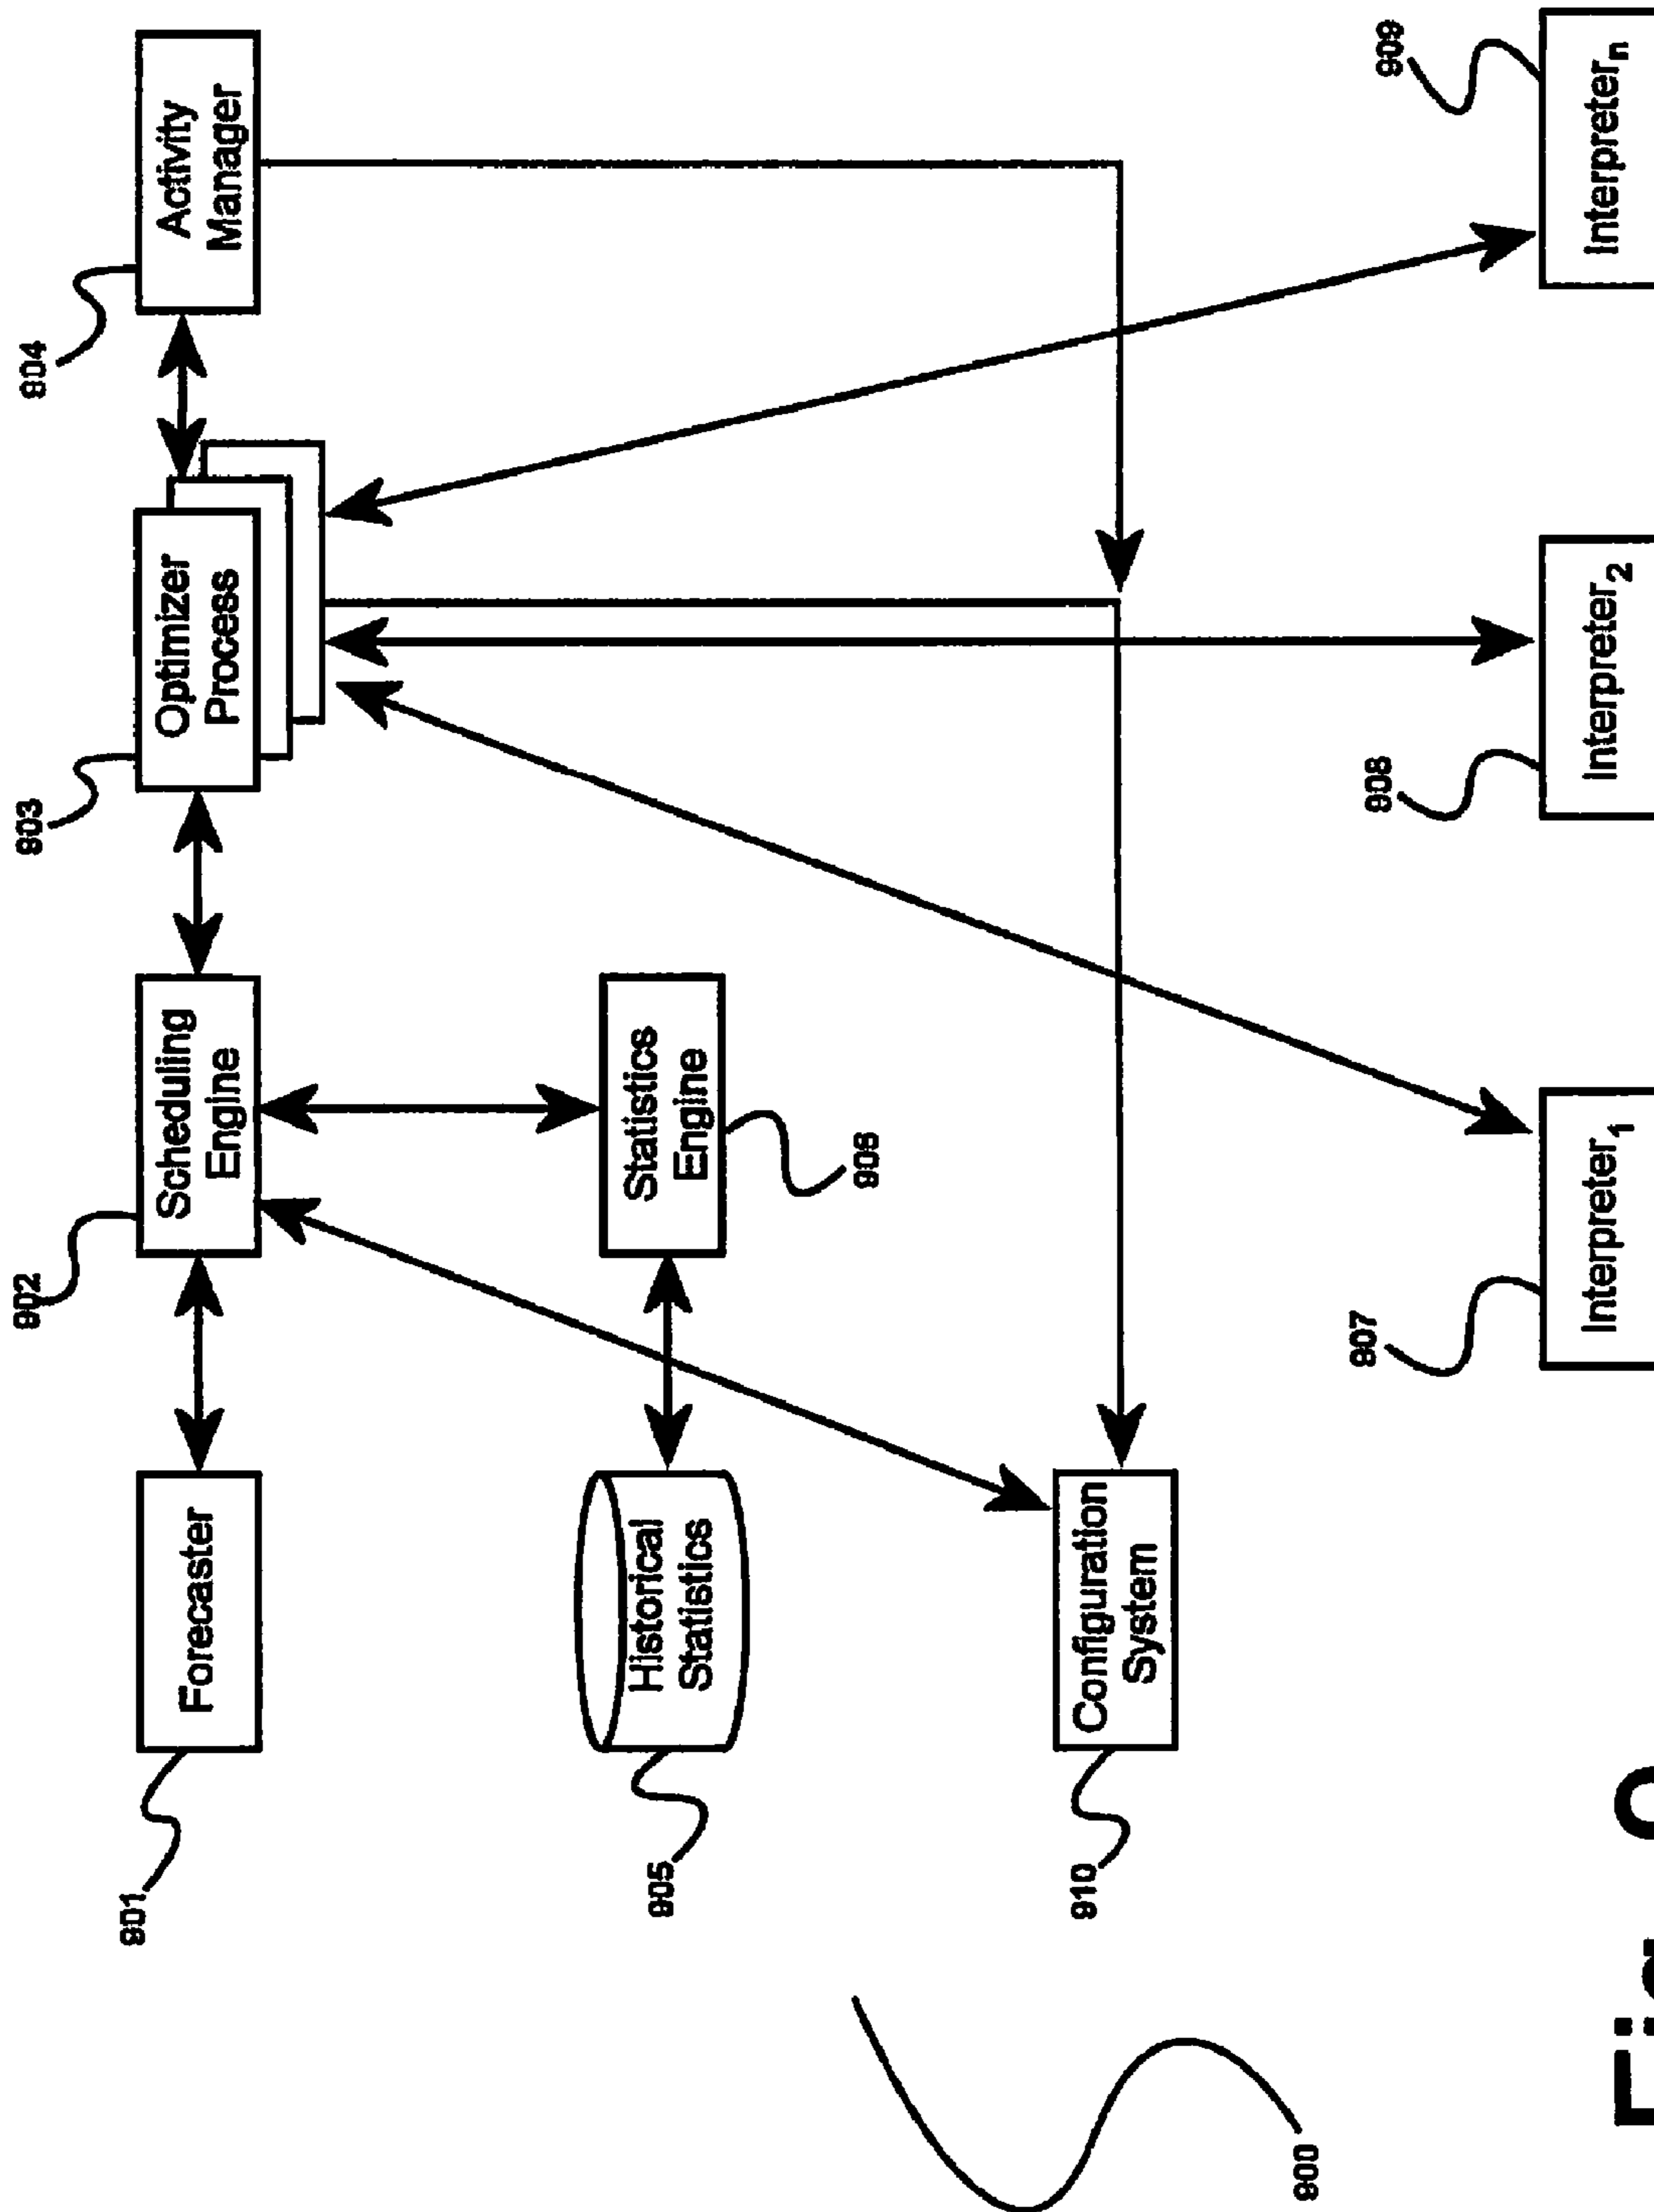 901
902
903
904
Forecaster
Scheduling
Engine
Optimizer
Process
Activity
Manager
905
Historical
Statistics
Statistics
Engine
906
910
Configuration
System
900
907
908
909
Interpreter1
Interpreter2
Interpretern
Fig.